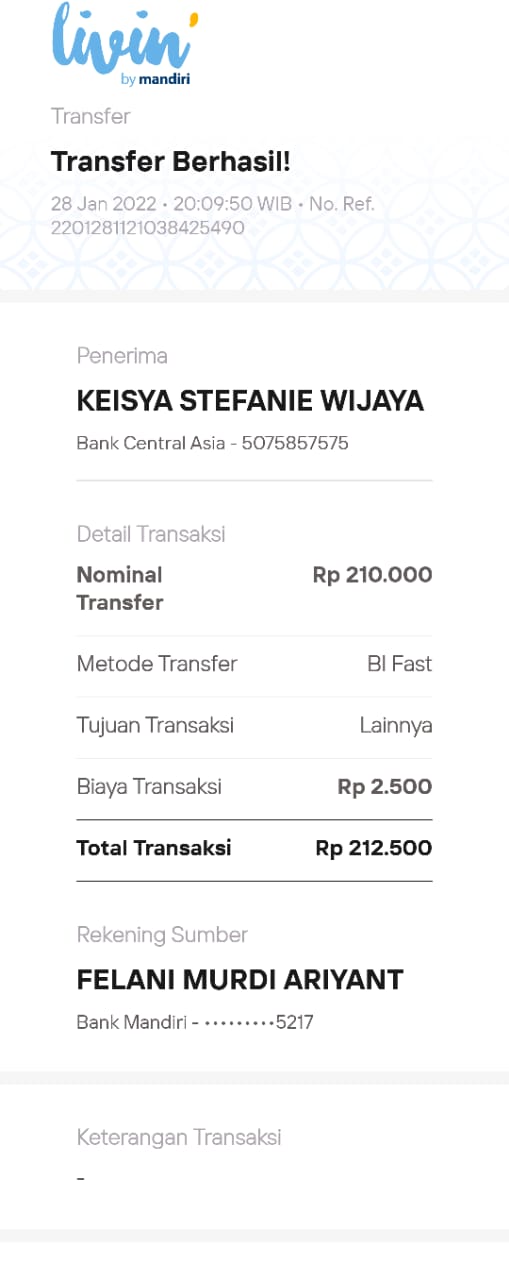 livin'
by mandiri
Transfer
Transfer Berhasil!
28 Jan 2022 • 20:09:50 WIB • No. Ref.
2201281121038425490
Penerima
KEISYA STEFANIE WIJAYA
Bank Central Asia - 5075857575
Detail Transaksi
Nominal Rp 210.000
Transfer
Metode Transfer BI Fast
Tujuan Transaksi Lainnya
Biaya Transaksi Rp 2.500
Total Transaksi Rp 212.500
Rekening Sumber
FELANI MURDI ARIYANT
Bank Mandiri - •••••••••5217
Keterangan Transaksi
-